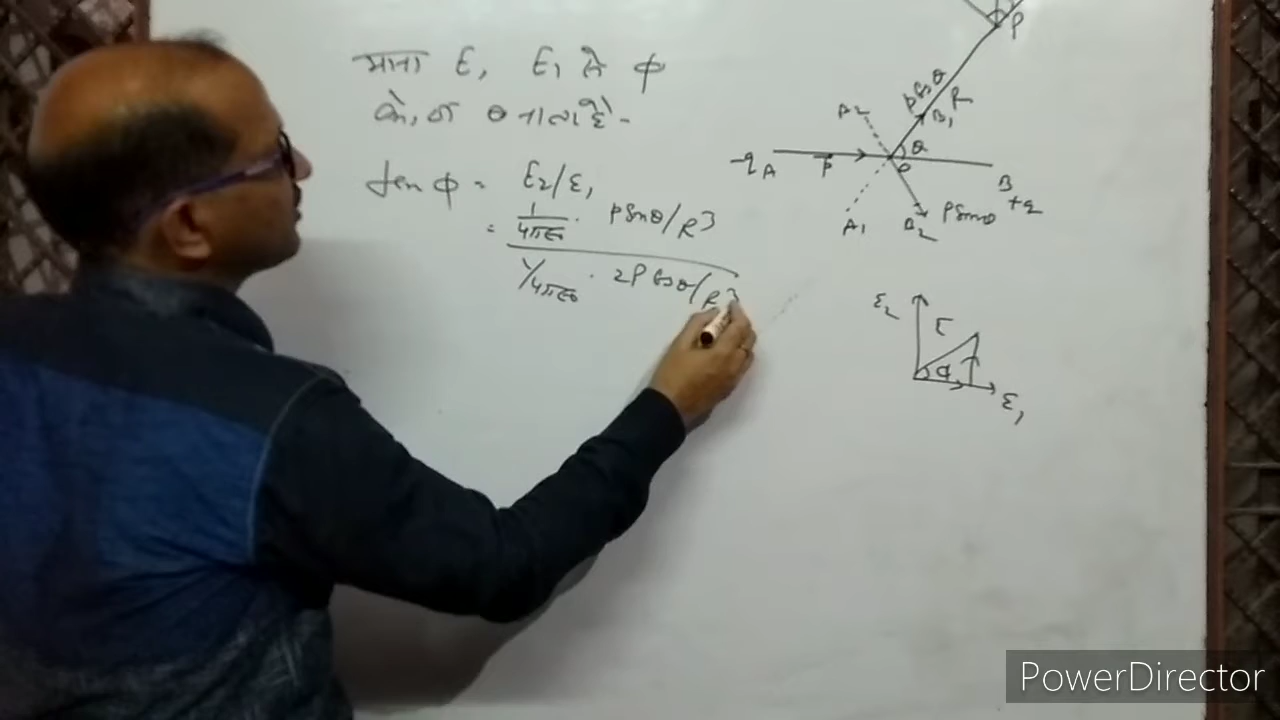 माना E, E₁ से φ
कोण बनाता है-
tan φ = E₂/E₁
= 1/4πε₀ · P sinθ/R³
1/4πε₀ · 2P cosθ/R³
P
P cosθ
R
B₁
A₂
θ
-q A
P
O
B
+q
A₁
B₂
P sinθ
E₂
E
φ
E₁
PowerDirector